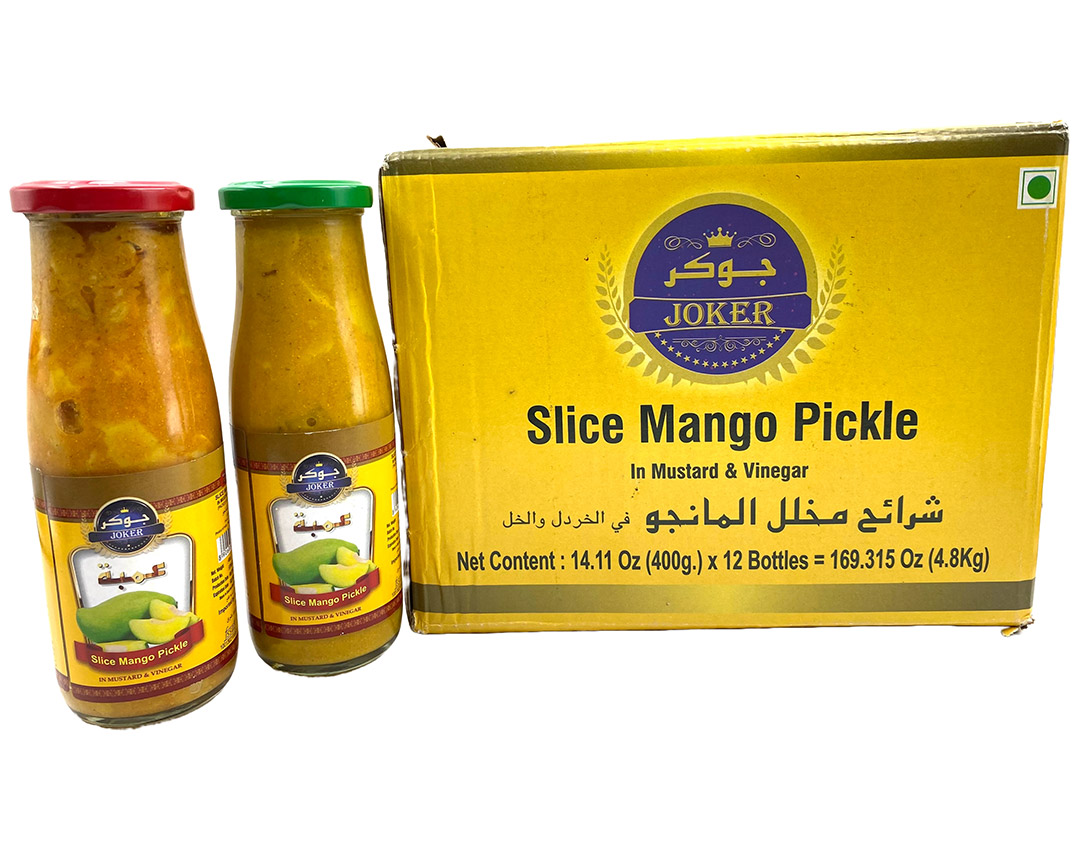 جوكر
JOKER
Slice Mango Pickle
In Mustard & Vinegar
شرائح مخلل المانجو في الخردل والخل
Net Content : 14.11 Oz (400g.) x 12 Bottles = 169.315 Oz (4.8Kg)
جوكر
JOKER
عمبة
Slice Mango Pickle
IN MUSTARD & VINEGAR
جوكر
JOKER
عمبة
Slice Mango Pickle
IN MUSTARD & VINEGAR